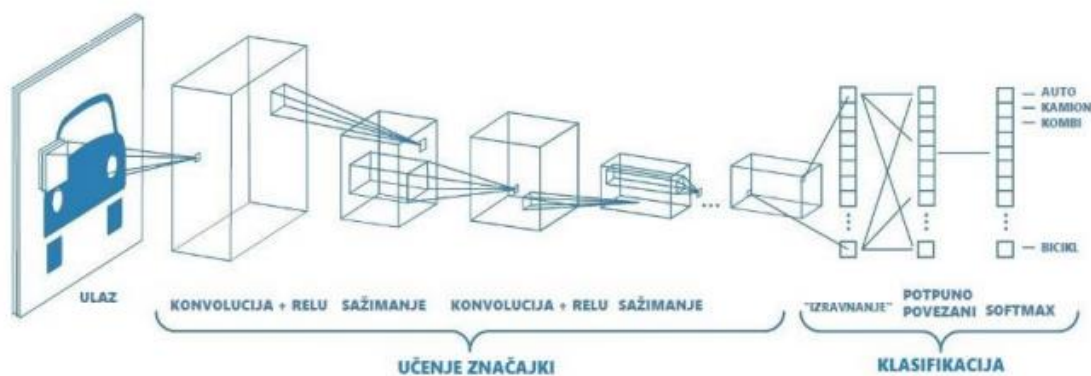 AUTO
KAMION
KOMBI
BICIKL
ULAZ
KONVOLUCIJA + RELU SAŽIMANJE KONVOLUCIJA + RELU SAŽIMANJE
"IZRAVNANJE" POTPUNO POVEZANI SOFTMAX
UČENJE ZNAČAJKI
KLASIFIKACIJA